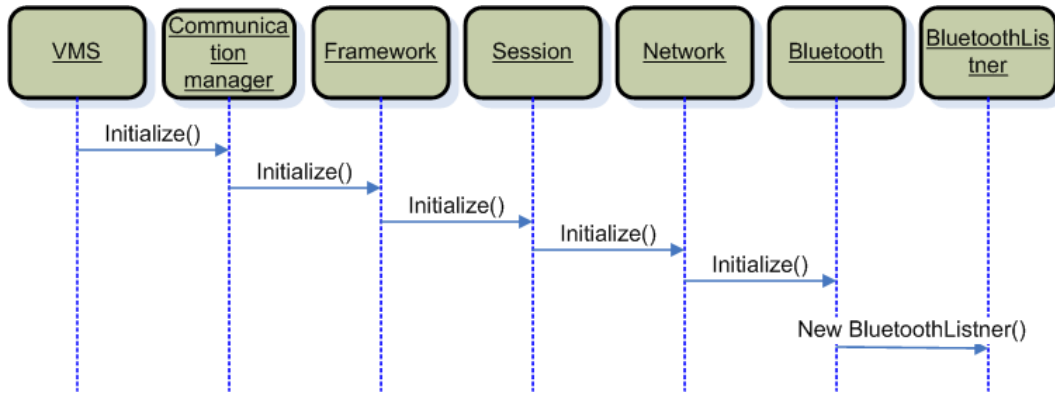 VMS
Communica
tion
manager
Framework
Session
Network
Bluetooth
BluetoothLis
tner
Initialize()
Initialize()
Initialize()
Initialize()
Initialize()
New BluetoothListner()